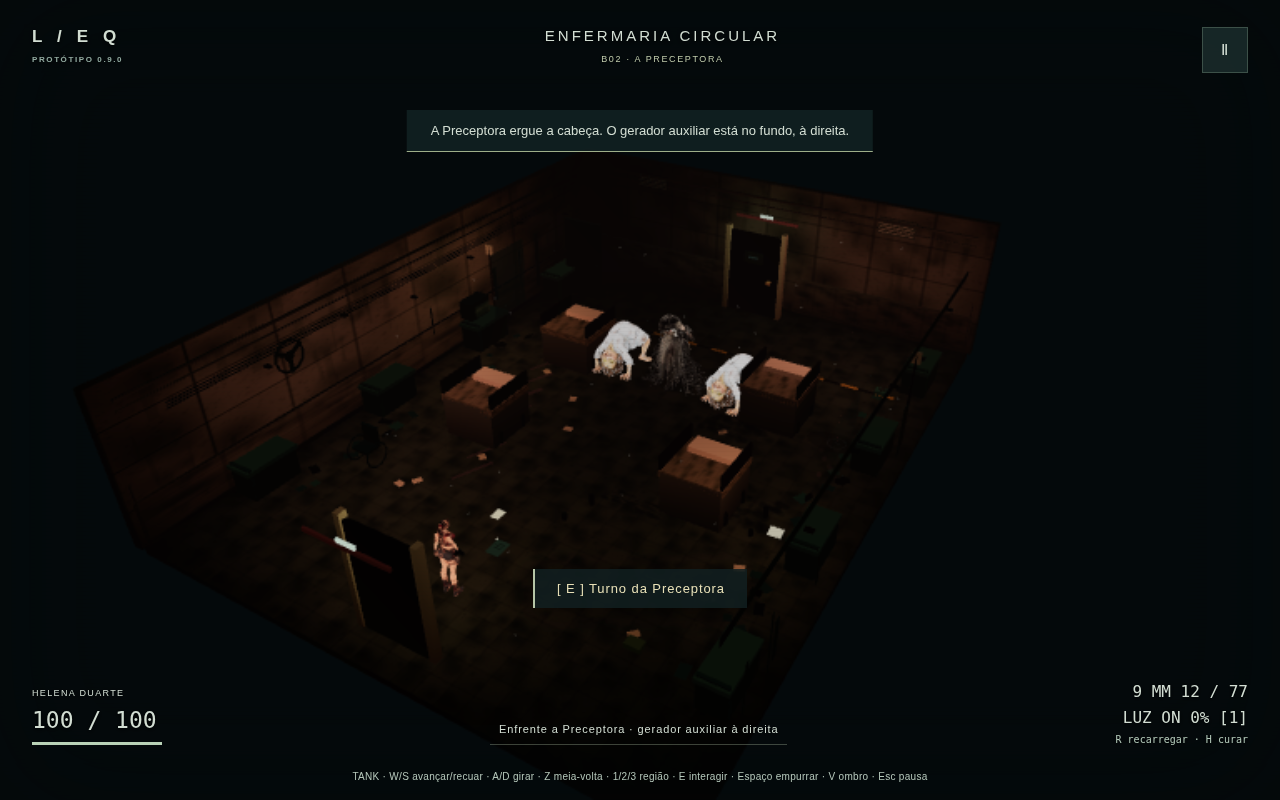 L / E Q
PROTÓTIPO 0.9.0
ENFERMARIA CIRCULAR
B02 · A PRECEPTORA
II
A Preceptora ergue a cabeça. O gerador auxiliar está no fundo, à direita.
[ E ] Turno da Preceptora
HELENA DUARTE
100 / 100
9 MM 12 / 77
LUZ ON 0% [1]
R recarregar · H curar
Enfrente a Preceptora · gerador auxiliar à direita
TANK · W/S avançar/recuar · A/D girar · Z meia-volta · 1/2/3 região · E interagir · Espaço empurrar · V ombro · Esc pausa